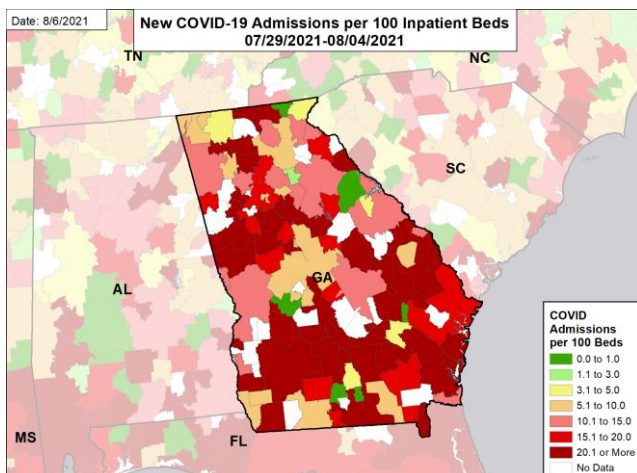 Date: 8/6/2021
New COVID-19 Admissions per 100 Inpatient Beds
07/29/2021-08/04/2021
TN
NC
SC
AL
GA
MS
FL
COVID
Admissions
per 100 Beds
0.0 to 1.0
1.1 to 3.0
3.1 to 5.0
5.1 to 10.0
10.1 to 15.0
15.1 to 20.0
20.1 or More
No Data